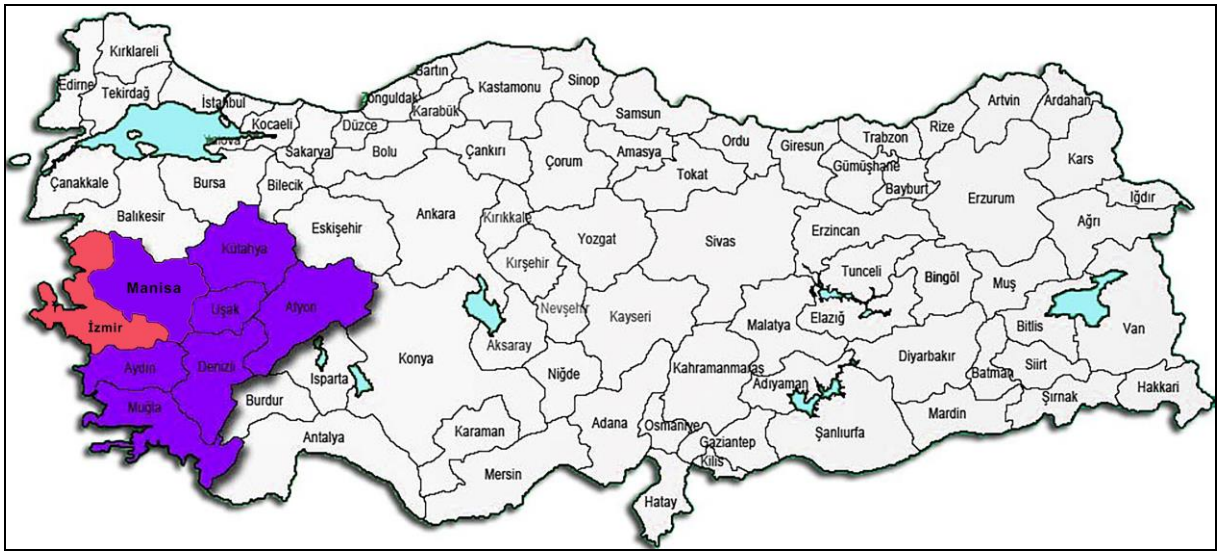 Kırklareli
Edirne
Tekirdağ
İstanbul
Kocaeli
Yalova
Sakarya
Düzce
Zonguldak
Bartın
Karabük
Kastamonu
Sinop
Samsun
Bolu
Çankırı
Çorum
Amasya
Tokat
Ordu
Giresun
Trabzon
Gümüşhane
Bayburt
Rize
Artvin
Ardahan
Kars
Iğdır
Ağrı
Erzurum
Erzincan
Çanakkale
Balıkesir
Bursa
Bilecik
Eskişehir
Ankara
Kırıkkale
Yozgat
Sivas
Kırşehir
Nevşehir
Kayseri
Tunceli
Bingöl
Muş
Elazığ
Malatya
Bitlis
Van
Kütahya
Manisa
Uşak
Afyon
İzmir
Aydın
Denizli
Muğla
Isparta
Burdur
Antalya
Konya
Aksaray
Niğde
Karaman
Mersin
Adana
Kahramanmaraş
Osmaniye
Adıyaman
Gaziantep
Kilis
Hatay
Şanlıurfa
Diyarbakır
Mardin
Batman
Siirt
Şırnak
Hakkari